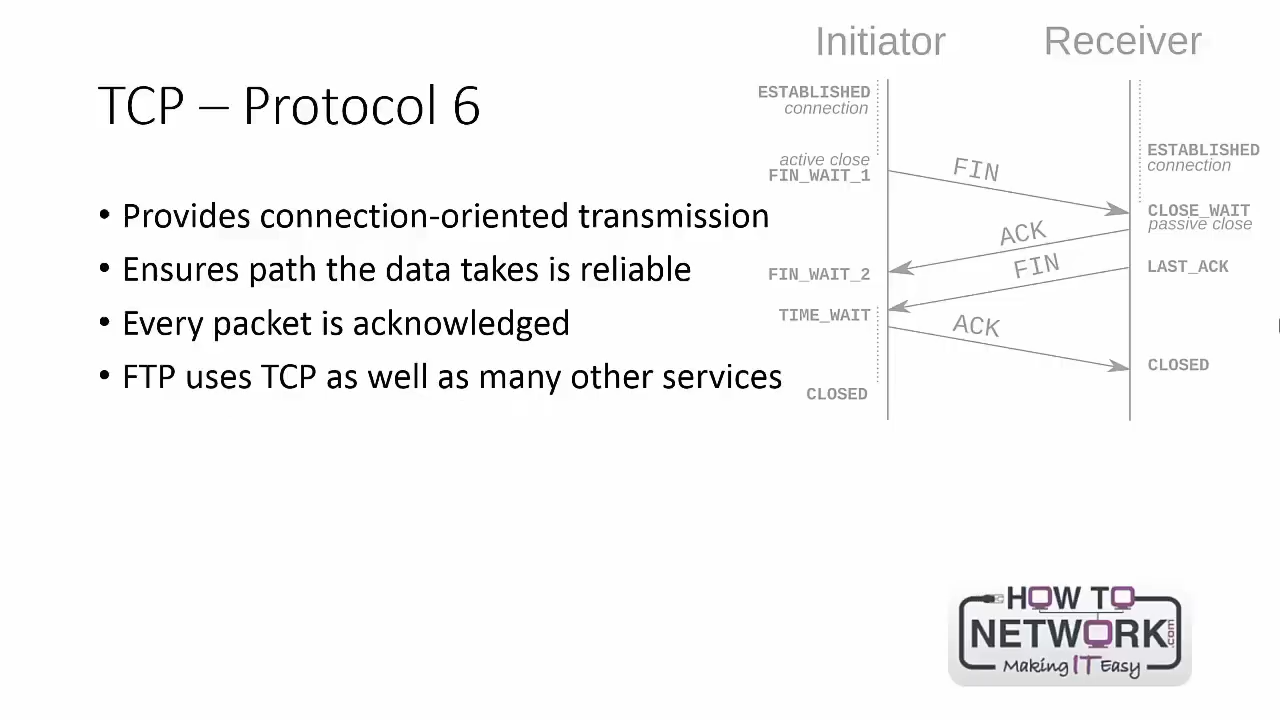 TCP – Protocol 6
• Provides connection-oriented transmission
• Ensures path the data takes is reliable
• Every packet is acknowledged
• FTP uses TCP as well as many other services
Initiator
Receiver
ESTABLISHED
connection
active close
FIN_WAIT_1
FIN_WAIT_2
TIME_WAIT
CLOSED
FIN
ACK
FIN
ACK
ESTABLISHED
connection
CLOSE_WAIT
passive close
LAST_ACK
CLOSED
HOW TO
NETWORK.com
Making IT Easy